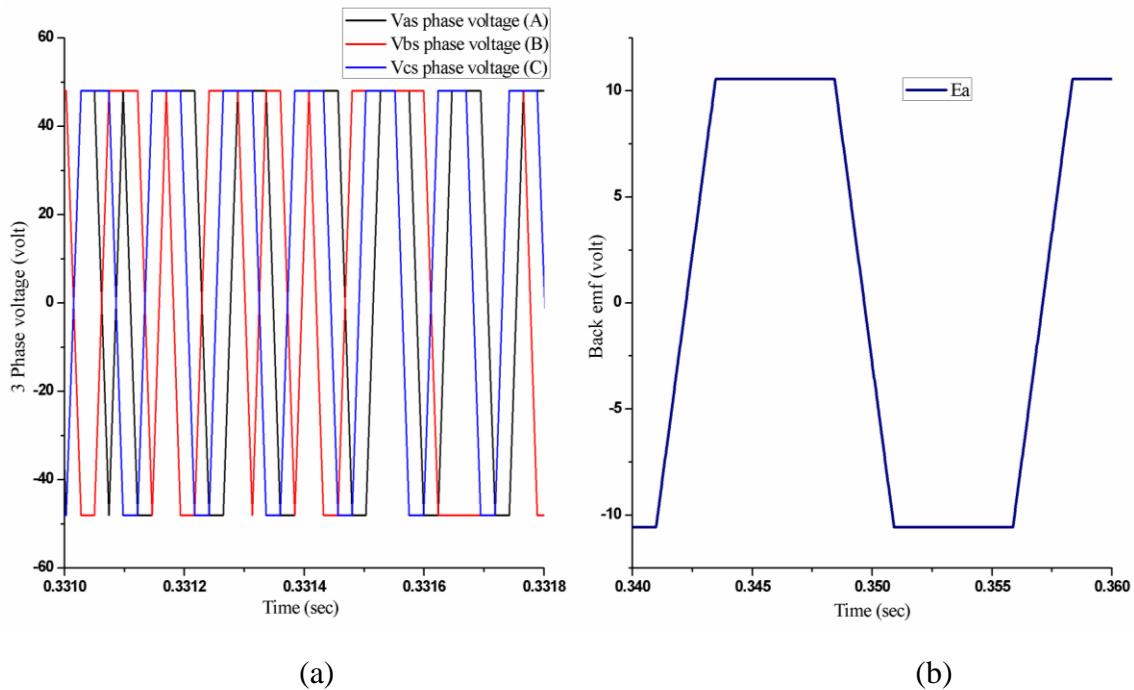 Vas phase voltage (A)
Vbs phase voltage (B)
Vcs phase voltage (C)
60
40
20
0
-20
-40
-60
3 Phase voltage (volt)
0.3310
0.3312
0.3314
0.3316
0.3318
Time (sec)
(a)
Ea
10
5
0
-5
-10
Back emf (volt)
0.340
0.345
0.350
0.355
0.360
Time (sec)
(b)